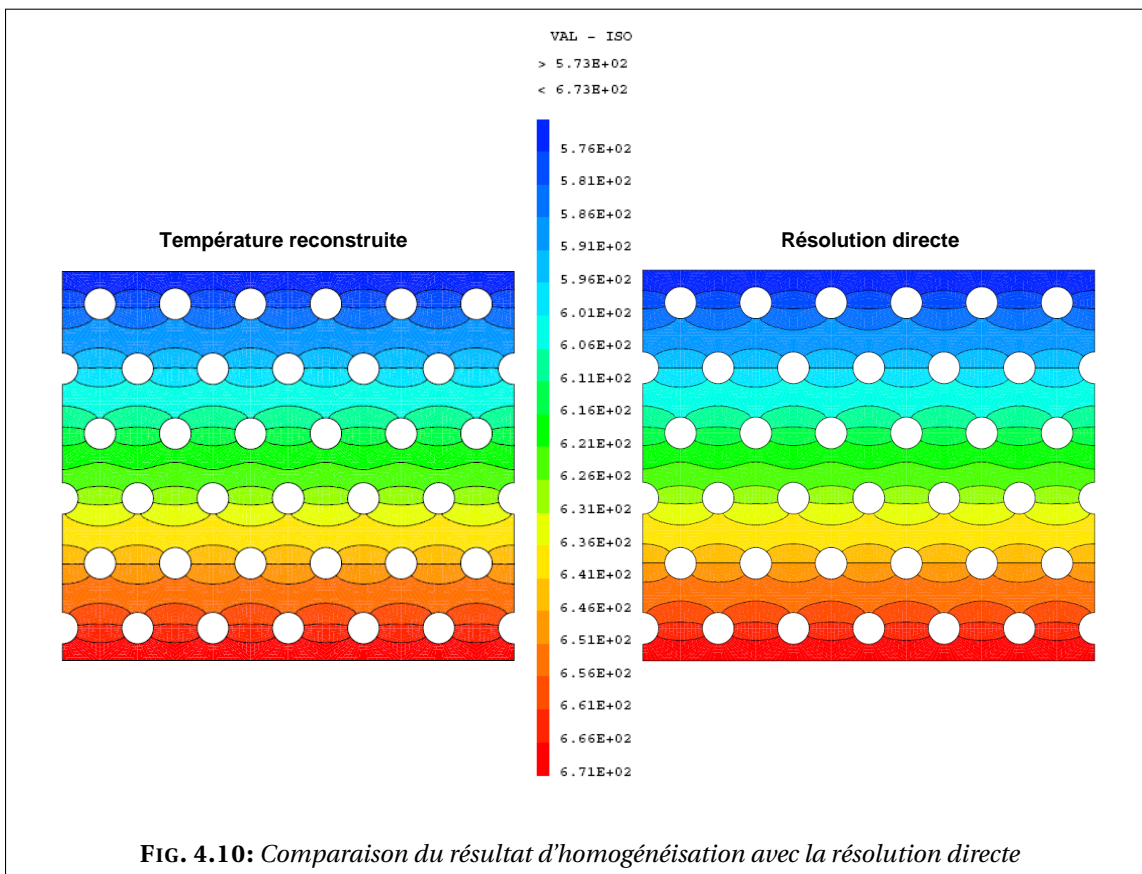 VAL - ISO
> 5.73E+02
< 6.73E+02
5.76E+02
5.81E+02
5.86E+02
5.91E+02
5.96E+02
6.01E+02
6.06E+02
6.11E+02
6.21E+02
6.26E+02
6.31E+02
6.36E+02
6.41E+02
6.46E+02
6.51E+02
6.56E+02
6.61E+02
6.66E+02
6.71E+02
Température reconstruite
Résolution directe
FIG. 4.10: Comparaison du résultat d'homogénéisation avec la résolution directe